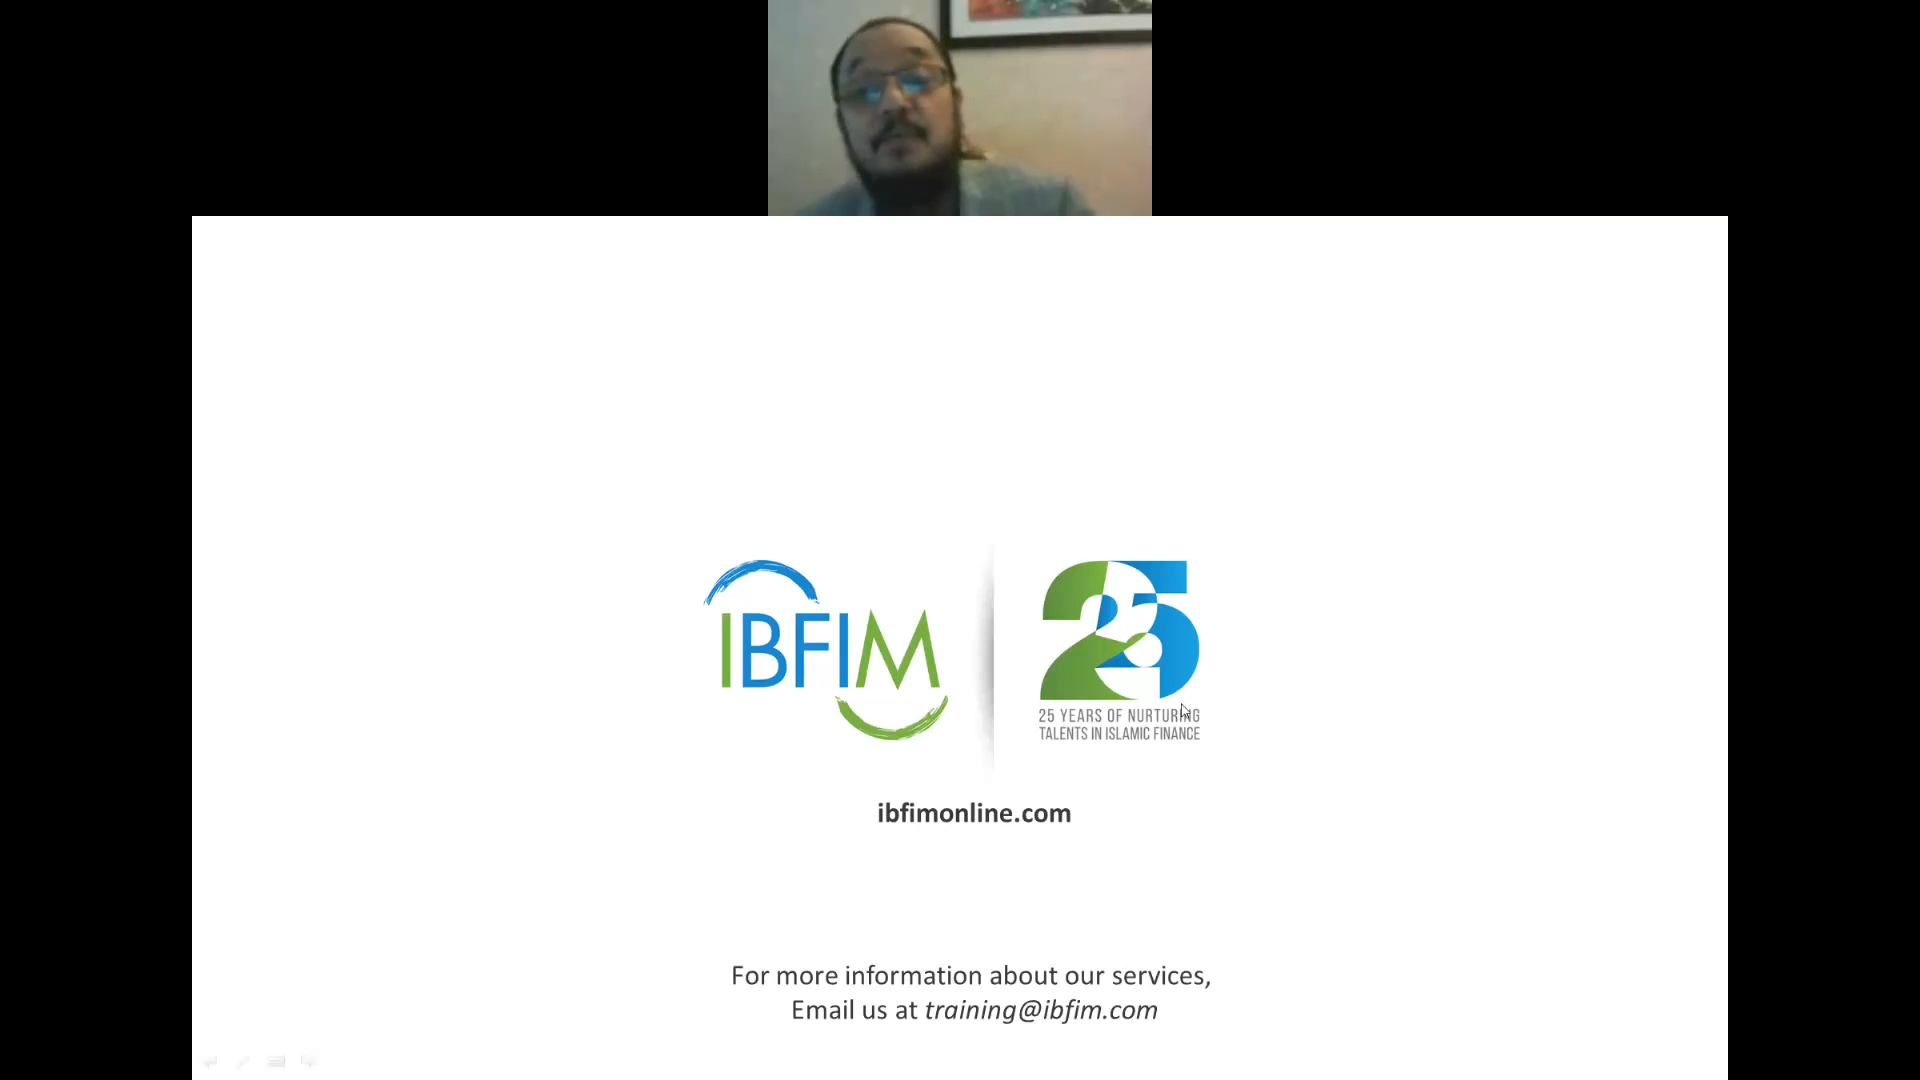 IBFIM
25
25 YEARS OF NURTURING
TALENTS IN ISLAMIC FINANCE
ibfimonline.com
For more information about our services,
Email us at training@ibfim.com